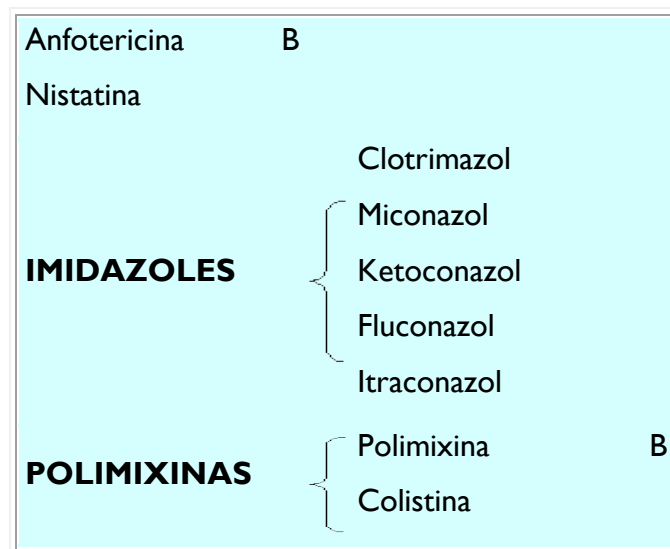 Anfotericina B
Nistatina
Clotrimazol
Miconazol
IMIDAZOLES Ketoconazol
Fluconazol
Itraconazol
Polimixina B
POLIMIXINAS
Colistina